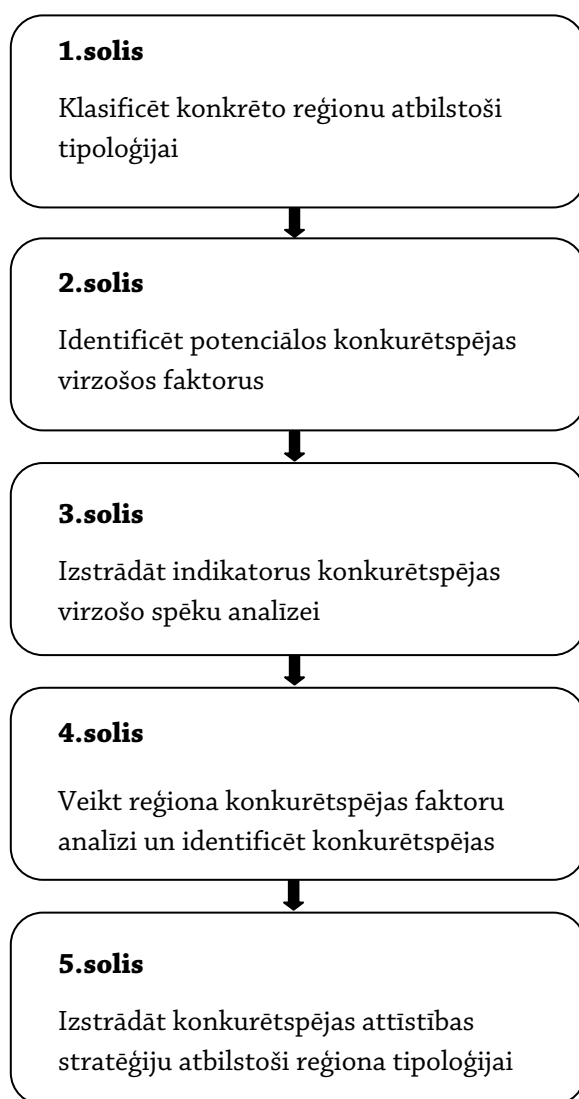 1.solis
Klasificēt konkrēto reģionu atbilstoši
tipoloģijai
2.solis
Identificēt potenciālos konkurētspējas
virzošos faktorus
3.solis
Izstrādāt indikatorus konkurētspējas
virzošo spēku analīzei
4.solis
Veikt reģiona konkurētspējas faktoru
analīzi un identificēt konkurētspējas
5.solis
Izstrādāt konkurētspējas attīstības
stratēģiju atbilstoši reģiona tipoloģijai